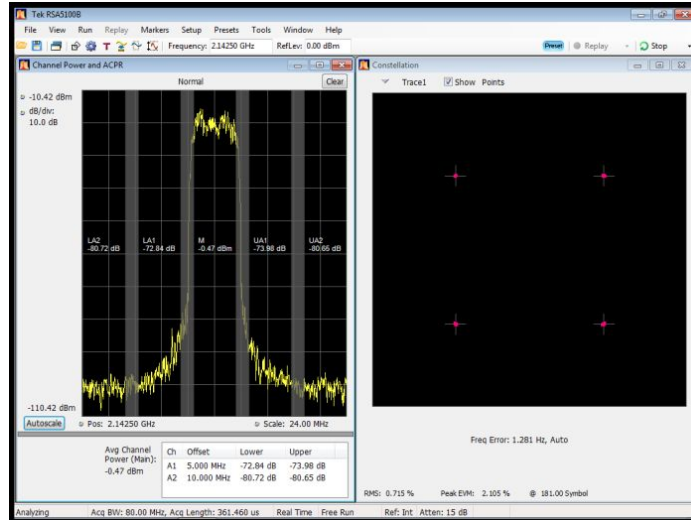 Tek RSA5100B
File View Run Replay Markers Setup Presets Tools Window Help
Frequency: 2.14250 GHz RefLev: 0.00 dBm Preset Replay Stop
Channel Power and ACPR
Normal Clear
-10.42 dBm
dB/div:
10.0 dB
LA2 LA1 M UA1 UA2
-80.72 dB -72.84 dB -0.47 dBm -73.98 dB -80.65 dB
-110.42 dBm
Autoscale Pos: 2.14250 GHz Scale: 24.00 MHz
Avg Channel
Power (Main):
-0.47 dBm
Ch Offset Lower Upper
A1 5.000 MHz -72.84 dB -73.98 dB
A2 10.000 MHz -80.72 dB -80.65 dB
Constellation
Trace1 Show Points
Freq Error: 1.281 Hz, Auto
RMS: 0.715 % Peak EVM: 2.105 % @ 181.00 Symbol
Analyzing Acq BW: 80.00 MHz, Acq Length: 361.460 us Real Time Free Run Ref: Int Atten: 15 dB